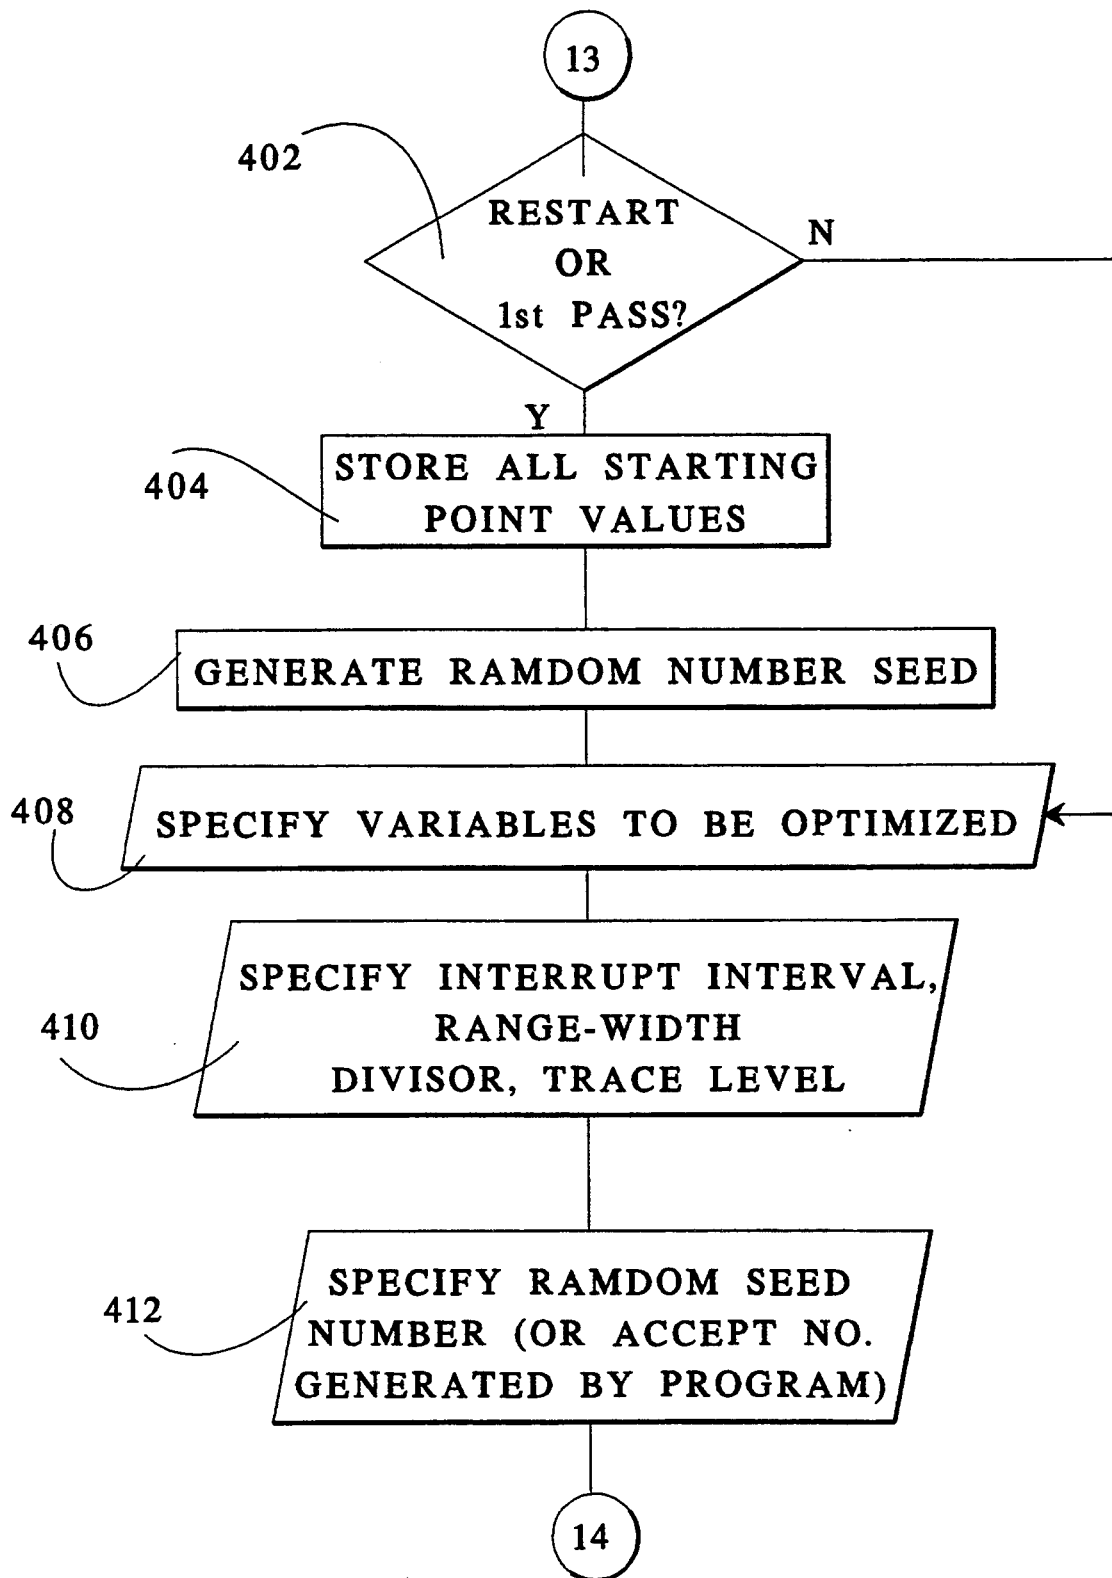 13
402
RESTART
OR
1st PASS?
N
Y
404
STORE ALL STARTING
POINT VALUES
406
GENERATE RAMDOM NUMBER SEED
408
SPECIFY VARIABLES TO BE OPTIMIZED
410
SPECIFY INTERRUPT INTERVAL,
RANGE-WIDTH
DIVISOR, TRACE LEVEL
412
SPECIFY RAMDOM SEED
NUMBER (OR ACCEPT NO.
GENERATED BY PROGRAM)
14